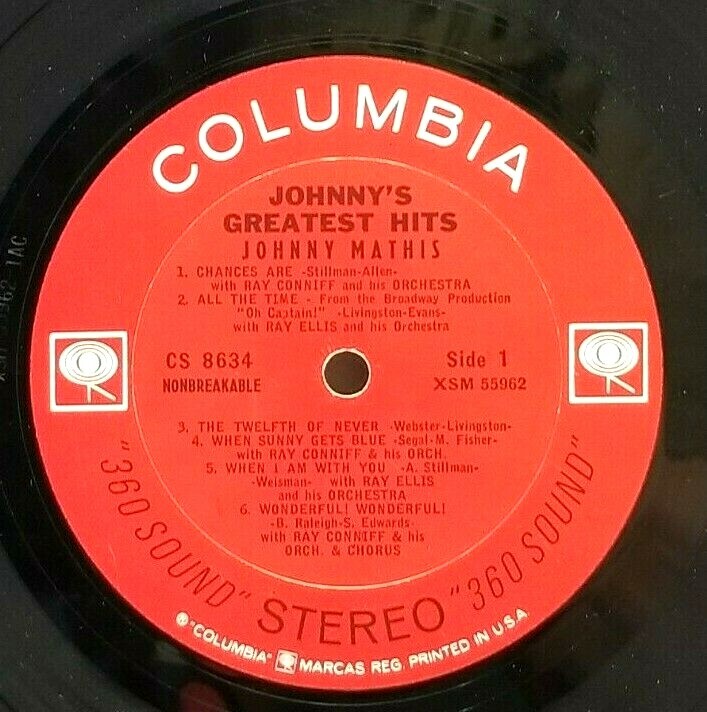 COLUMBIA
JOHNNY'S
GREATEST HITS
JOHNNY MATHIS
1. CHANCES ARE -Stillman-Allen-
with RAY CONNIFF and his ORCHESTRA
2. ALL THE TIME - From the Broadway Production
"Oh Captain!" -Livingston-Evans-
with RAY ELLIS and his Orchestra
CS 8634
NONBREAKABLE
Side 1
XSM 55962
3. THE TWELFTH OF NEVER -Webster-Livingston-
4. WHEN SUNNY GETS BLUE -Segal-M. Fisher-
with RAY CONNIFF & his ORCH.
5. WHEN I AM WITH YOU -A. Stillman-
-Weisman- with RAY ELLIS
and his ORCHESTRA
6. WONDERFUL! WONDERFUL!
-B. Raleigh-S. Edwards-
with RAY CONNIFF & his
ORCH. & CHORUS
"360 SOUND" STEREO "360 SOUND"
"COLUMBIA" MARCAS REG. PRINTED IN U.S.A.